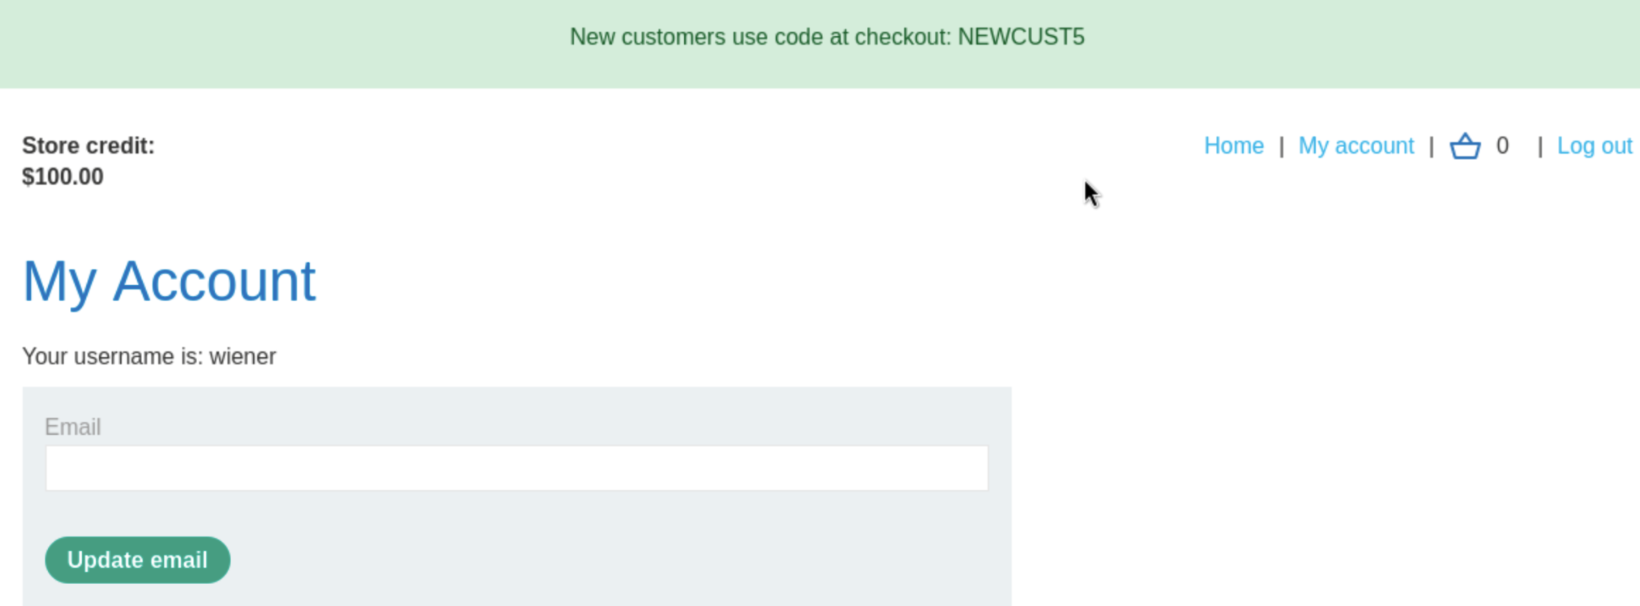 New customers use code at checkout: NEWCUST5
Store credit:
$100.00
Home | My account | 0 | Log out
My Account
Your username is: wiener
Email
Update email